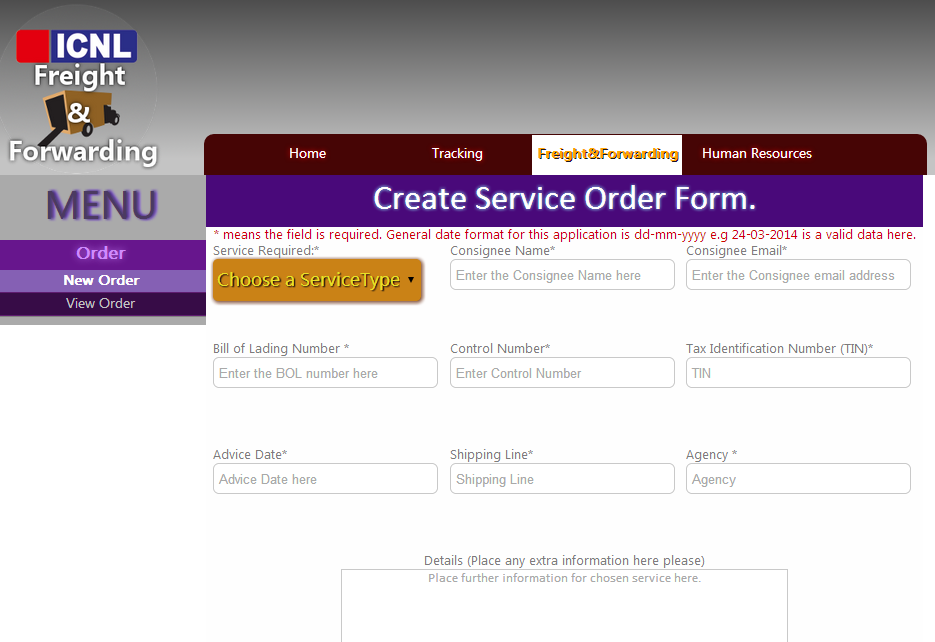 ICNL
Freight
&
Forwarding
Home Tracking Freight&Forwarding Human Resources
MENU
Order
New Order
View Order
Create Service Order Form.
* means the field is required. General date format for this application is dd-mm-yyyy e.g 24-03-2014 is a valid data here.
Service Required:* Consignee Name* Consignee Email*
Choose a ServiceType Enter the Consignee Name here Enter the Consignee email address
Bill of Lading Number * Control Number* Tax Identification Number (TIN)*
Enter the BOL number here Enter Control Number TIN
Advice Date* Shipping Line* Agency *
Advice Date here Shipping Line Agency
Details (Place any extra information here please)
Place further information for chosen service here.